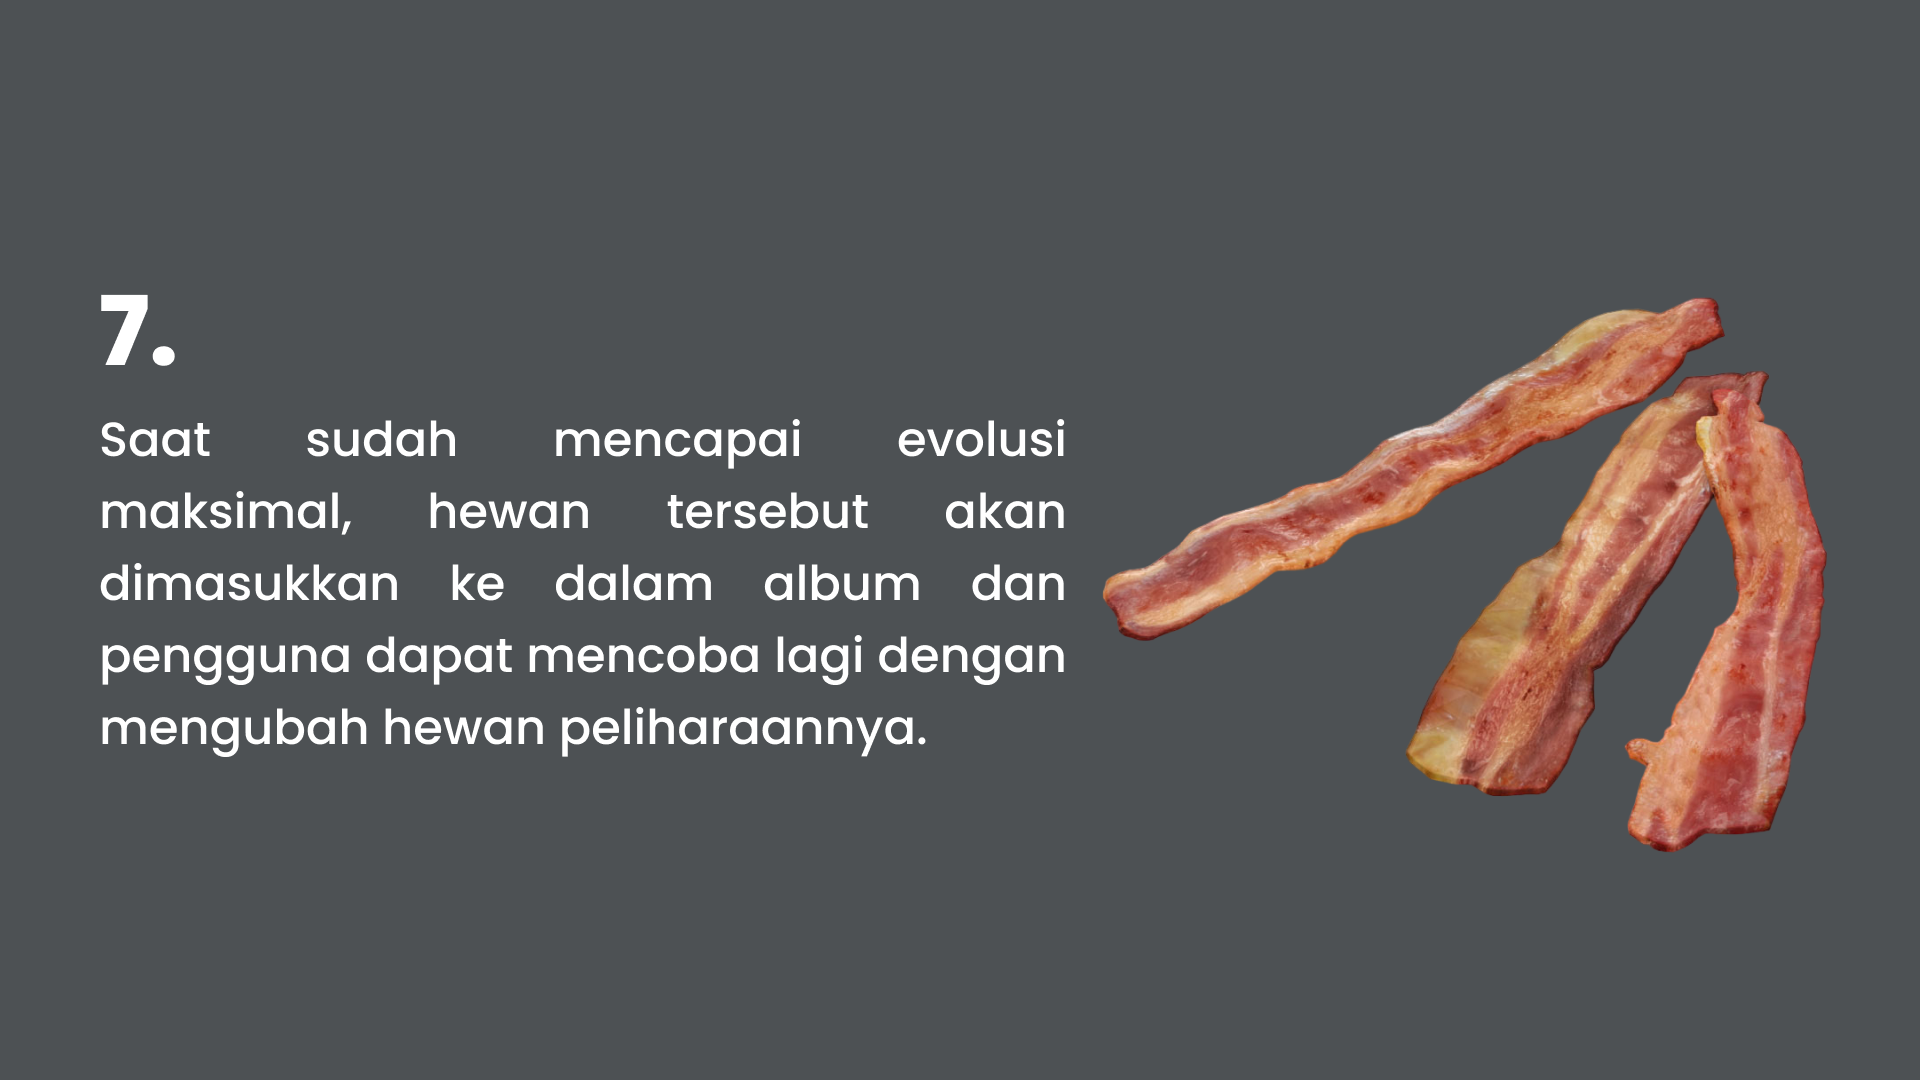 7.
Saat sudah mencapai evolusi
maksimal, hewan tersebut akan
dimasukkan ke dalam album dan
pengguna dapat mencoba lagi dengan
mengubah hewan peliharaannya.